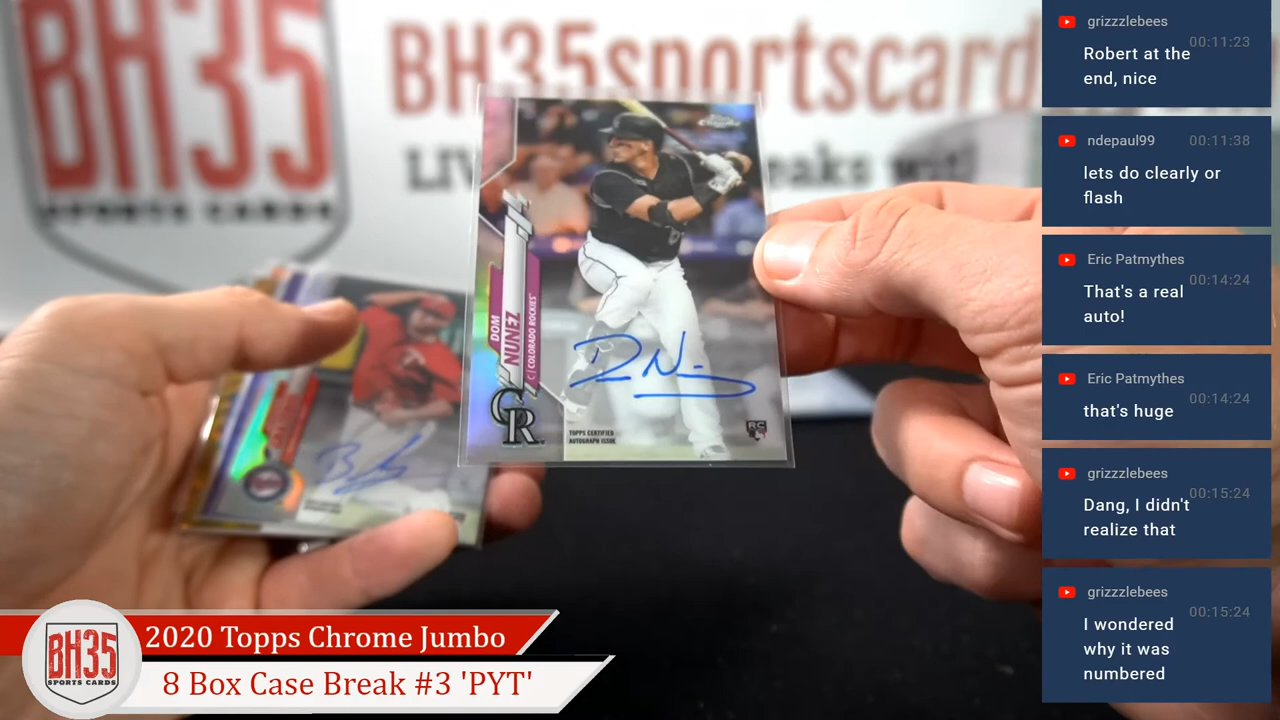 BH35
SPORTS CARDS
BH35sportscard
LIV
eaks wit
Chrome
DOM
NUNEZ
C | COLORADO ROCKIES
CR
TOPPS CERTIFIED
AUTOGRAPH ISSUE
RC
BH35
SPORTS CARDS
2020 Topps Chrome Jumbo
8 Box Case Break #3 'PYT'
grizzzlebees
00:11:23
Robert at the
end, nice
ndepaul99 00:11:38
lets do clearly or
flash
Eric Patmythes
00:14:24
That's a real
auto!
Eric Patmythes
00:14:24
that's huge
grizzzlebees
00:15:24
Dang, I didn't
realize that
grizzzlebees
00:15:24
I wondered
why it was
numbered